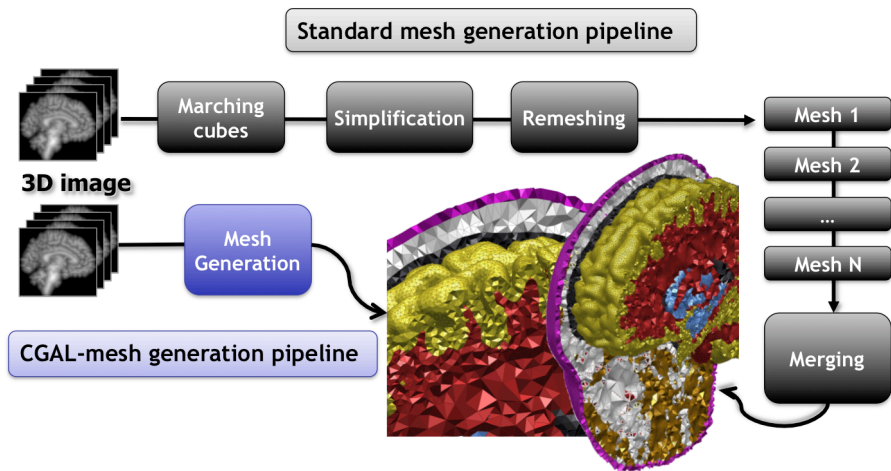 Standard mesh generation pipeline
Marching
cubes
Simplification
Remeshing
Mesh 1
Mesh 2
...
Mesh N
Merging
3D image
Mesh
Generation
CGAL-mesh generation pipeline